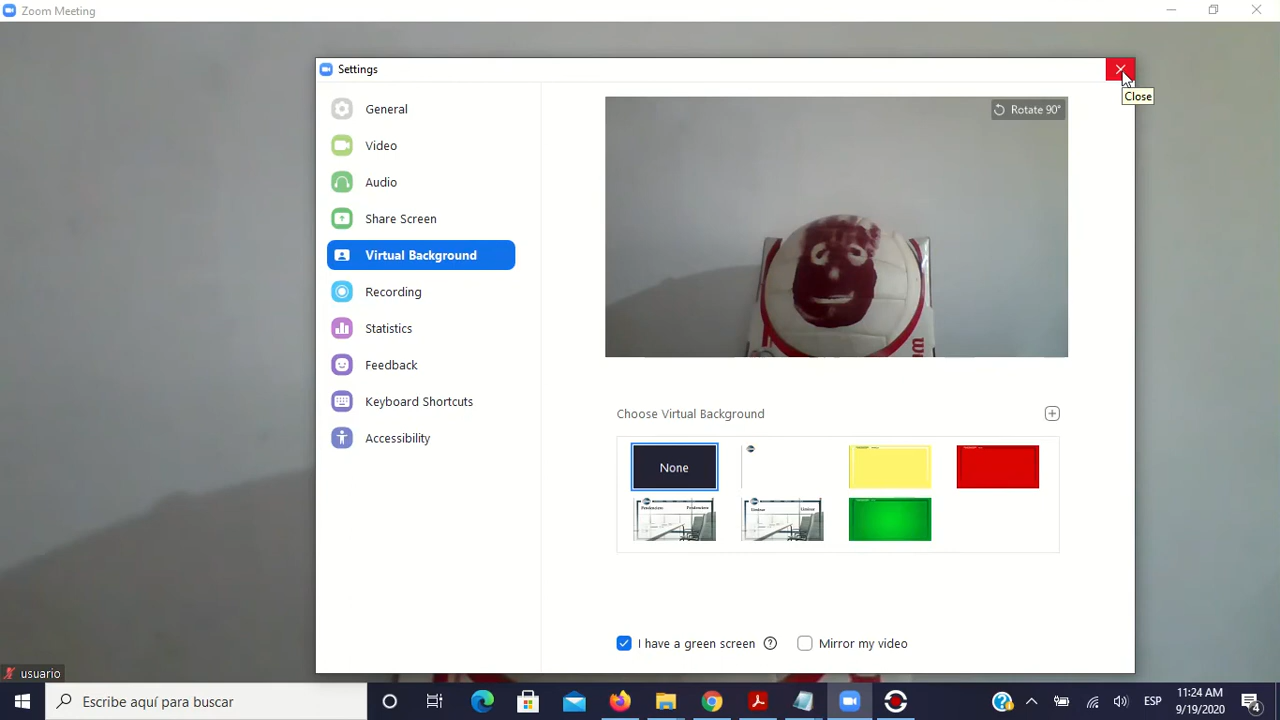 Zoom Meeting
Settings
Close
General
Rotate 90°
Video
Audio
Share Screen
Virtual Background
Recording
Statistics
Feedback
Keyboard Shortcuts
Accessibility
Choose Virtual Background
None
I have a green screen
Mirror my video
usuario
Escribe aquí para buscar
ESP
11:24 AM
9/19/2020
4